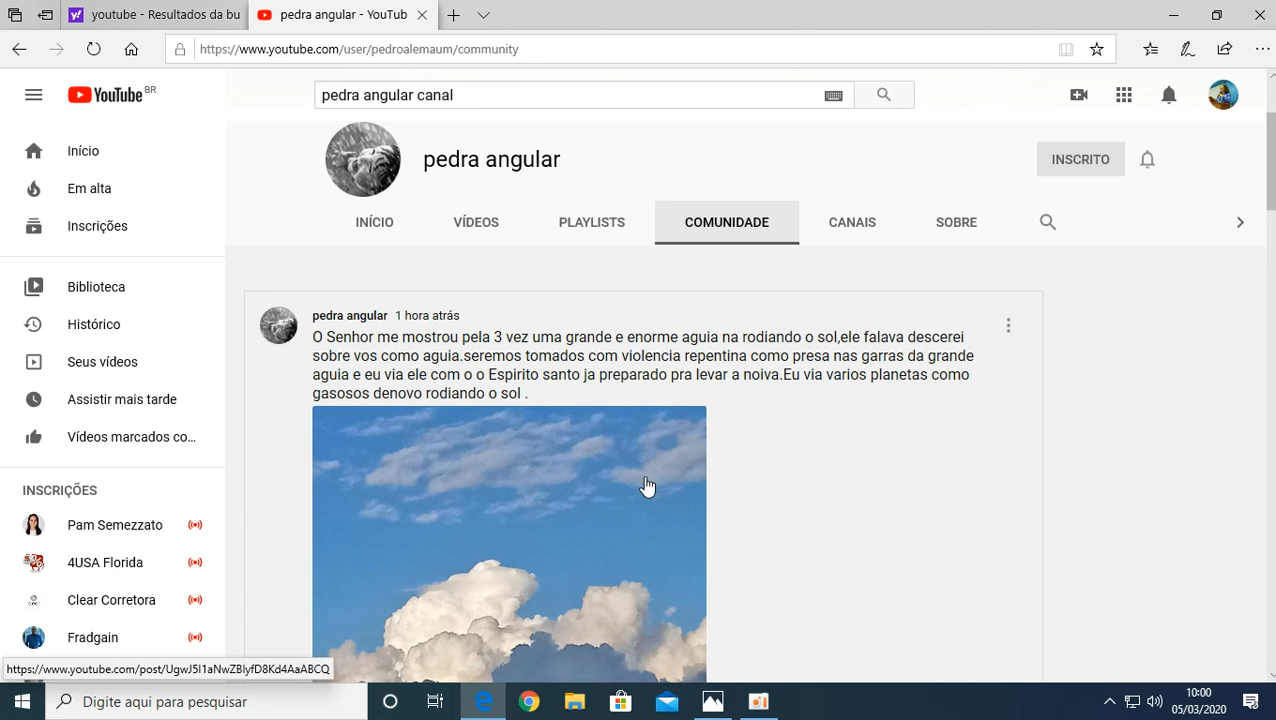 youtube - Resultados da bu
pedra angular - YouTub
https://www.youtube.com/user/pedroalemaum/community
YouTube BR
pedra angular canal
pedra angular
INSCRITO
INÍCIO VÍDEOS PLAYLISTS COMUNIDADE CANAIS SOBRE
Início
Em alta
Inscrições
Biblioteca
Histórico
Seus vídeos
Assistir mais tarde
Vídeos marcados co...
INSCRIÇÕES
Pam Semezzato
4USA Florida
Clear Corretora
Fradgain
pedra angular 1 hora atrás
O Senhor me mostrou pela 3 vez uma grande e enorme aguia na rodiando o sol,ele falava descerei
sobre vos como aguia.seremos tomados com violencia repentina como presa nas garras da grande
aguia e eu via ele com o o Espirito santo ja preparado pra levar a noiva.Eu via varios planetas como
gasosos denovo rodiando o sol .
https://www.youtube.com/post/UgwJ5I1aNwZBlyfD8Kd4AaABCQ
Digite aqui para pesquisar
10:00
05/03/2020